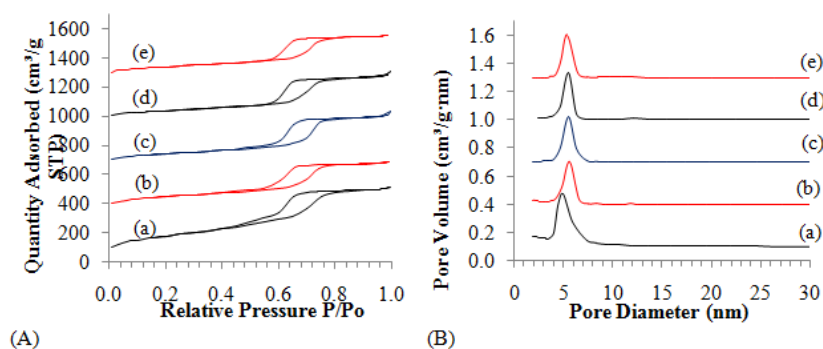 Quantity Adsorbed (cm³/g
STP)
1600
1400
1200
1000
800
600
400
200
0
(e)
(d)
(c)
(b)
(a)
0.0 0.2 0.4 0.6 0.8 1.0
Relative Pressure P/Po
(A)
Pore Volume (cm³/g·nm)
1.6
1.4
1.2
1.0
0.8
0.6
0.4
0.2
0.0
(e)
(d)
(c)
(b)
(a)
0 5 10 15 20 25 30
Pore Diameter (nm)
(B)